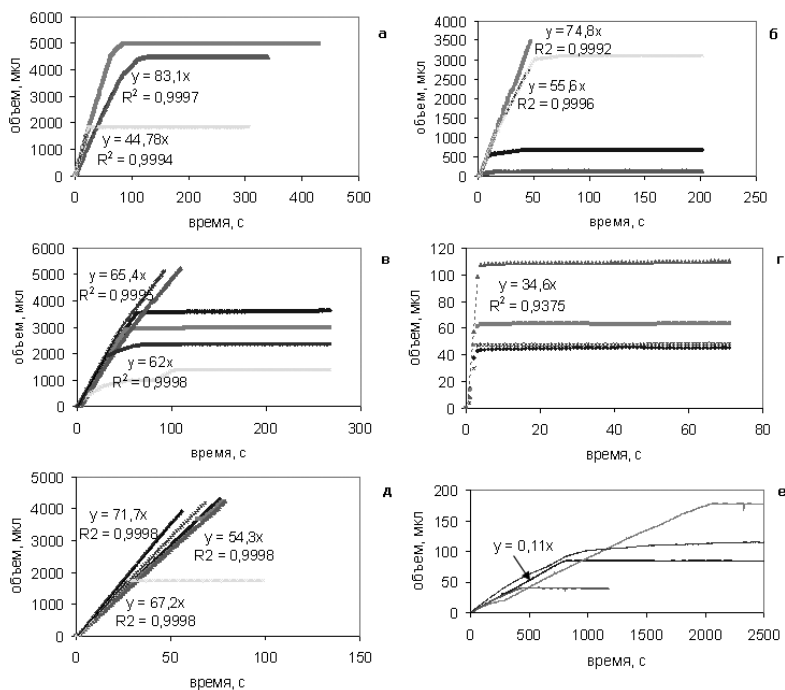 а
объем, мкл
6000
5000
4000
3000
2000
1000
0
y = 83,1x
R² = 0,9997
y = 44,78x
R² = 0,9994
0 100 200 300 400 500
время, с
б
объем, мкл
4000
3500
3000
2500
2000
1500
1000
500
0
y = 74,8x
R2 = 0,9992
y = 55,6x
R2 = 0,9996
0 50 100 150 200 250
время, с
в
объем, мкл
6000
5000
4000
3000
2000
1000
0
y = 65,4x
R² = 0,9995
y = 62x
R² = 0,9998
0 100 200 300
время, с
г
объем, мкл
120
100
80
60
40
20
0
y = 34,6x
R² = 0,9375
0 20 40 60 80
время, с
д
объем, мкл
5000
4000
3000
2000
1000
0
y = 71,7x
R2 = 0,9998
y = 54,3x
R2 = 0,9998
y = 67,2x
R2 = 0,9998
0 50 100 150
время, с
е
объем, мкл
200
150
100
50
0
y = 0,11x
0 500 1000 1500 2000 2500
время, с